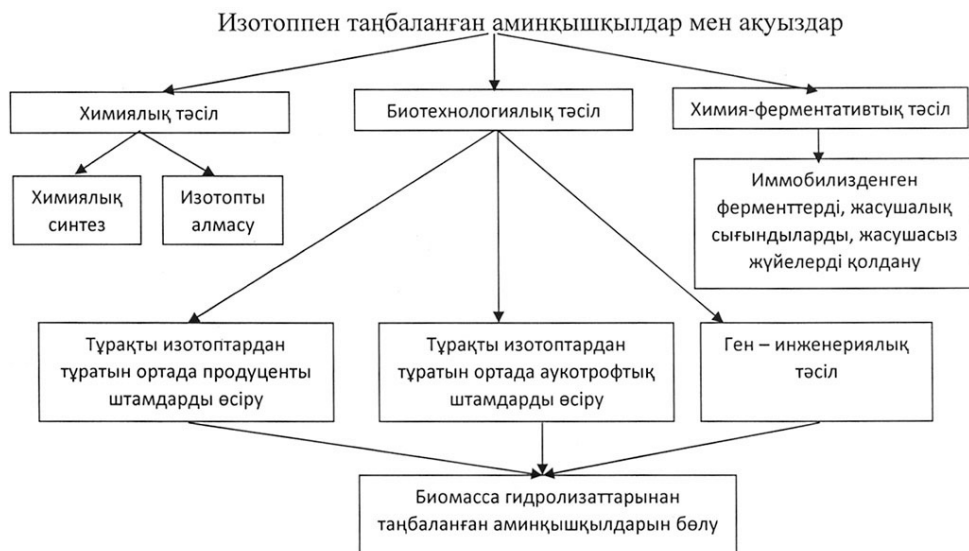 Изотоппен таңбаланған аминқышқылдар мен ақуыздар
Химиялық тәсіл
Биотехнологиялық тәсіл
Химия-ферментативтық тәсіл
Химиялық
синтез
Изотопты
алмасу
Иммобилизденген
ферменттерді, жасушалық
сығындыларды, жасушасыз
жүйелерді қолдану
Тұрақты изотоптардан
тұратын ортада продуценты
штамдарды өсіру
Тұрақты изотоптардан
тұратын ортада аукотрофтық
штамдарды өсіру
Ген – инженериялық
тәсіл
Биомасса гидролизаттарынан
таңбаланған аминқышқылдарын бөлу